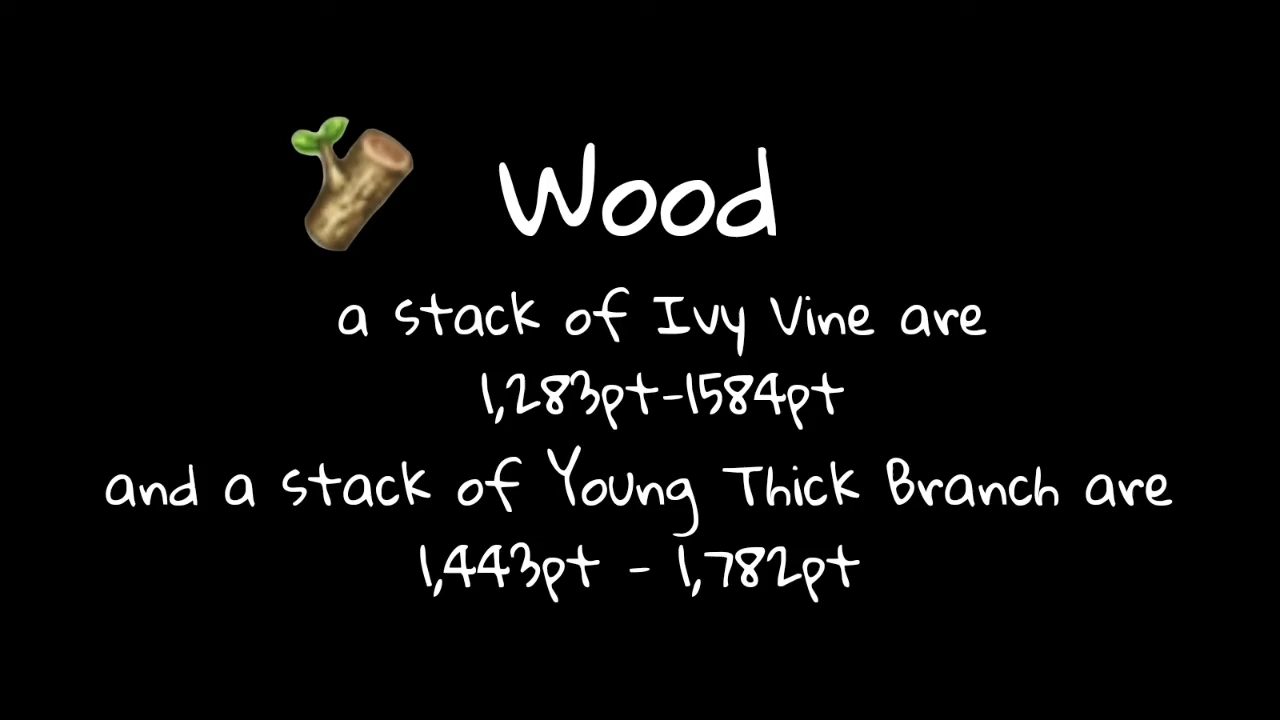 Wood
a stack of Ivy Vine are
1,283pt-1584pt
and a stack of Young Thick Branch are
1,443pt - 1,782pt